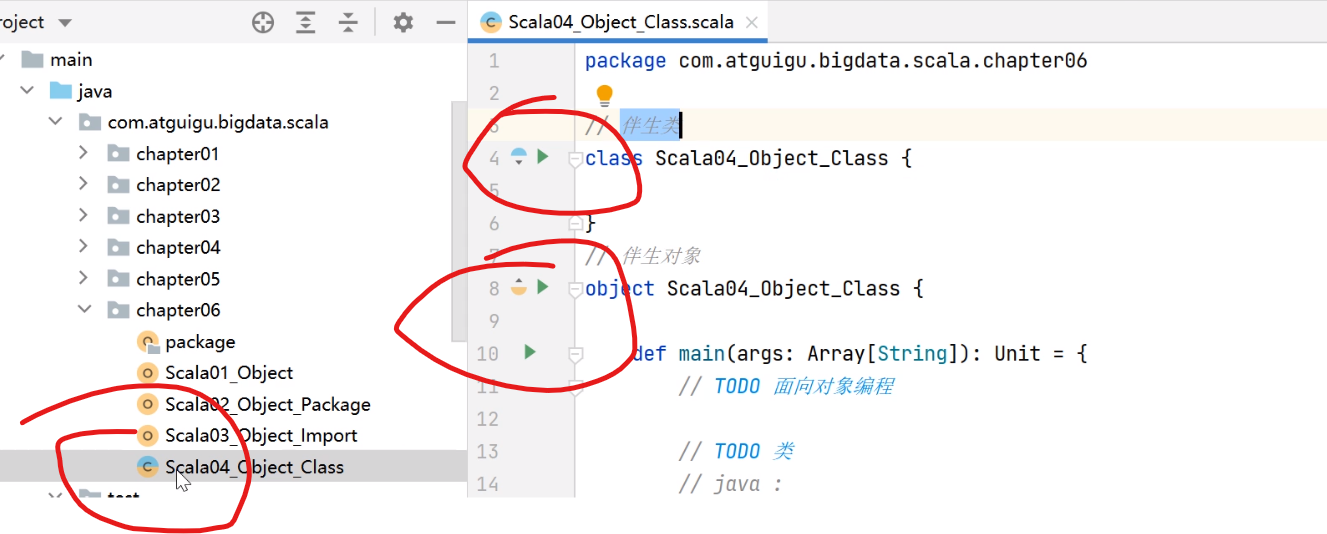 roject
main
java
com.atguigu.bigdata.scala
chapter01
chapter02
chapter03
chapter04
chapter05
chapter06
package
Scala01_Object
Scala02_Object_Package
Scala03_Object_Import
Scala04_Object_Class
test
Scala04_Object_Class.scala
1 package com.atguigu.bigdata.scala.chapter06
2
3 // 伴生类
4 class Scala04_Object_Class {
5
6 }
7 // 伴生对象
8 object Scala04_Object_Class {
9
10 def main(args: Array[String]): Unit = {
11 // TODO 面向对象编程
12
13 // TODO 类
14 // java :